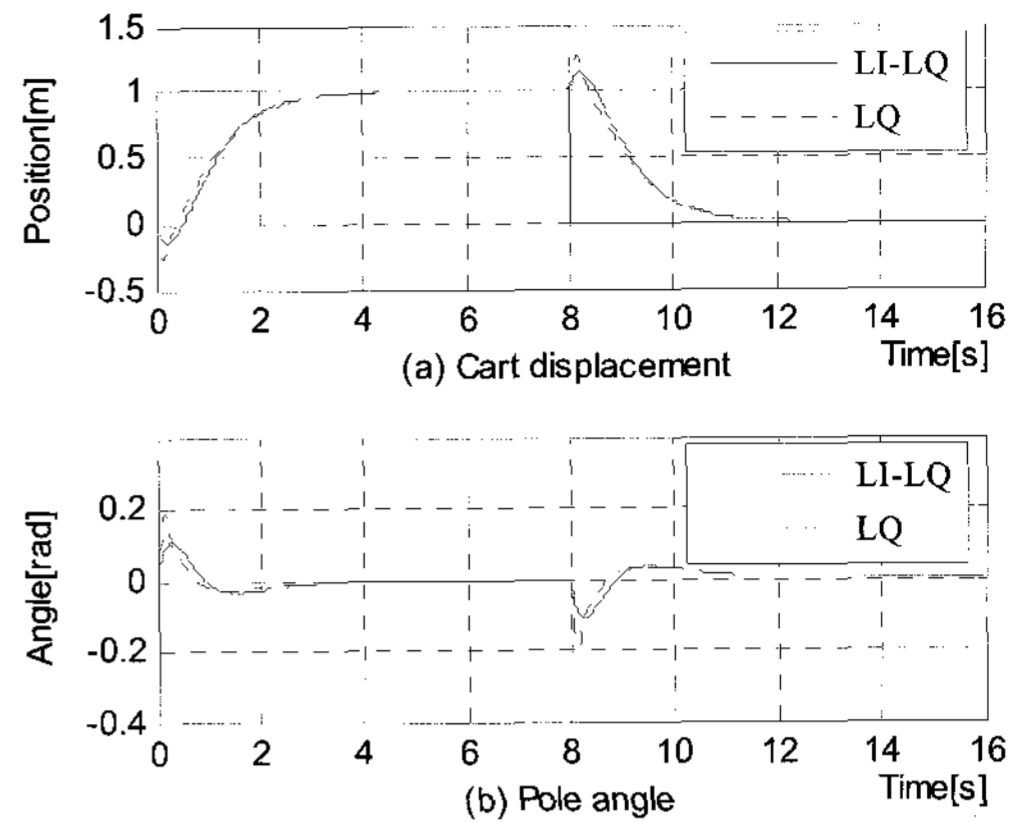 1.5
LI-LQ
1
LQ
Position[m]
0.5
0
-0.5
0 2 4 6 8 10 12 14 16
Time[s]
(a) Cart displacement
LI-LQ
0.2
LQ
Angle[rad]
0
-0.2
-0.4
0 2 4 6 8 10 12 14 16
Time[s]
(b) Pole angle